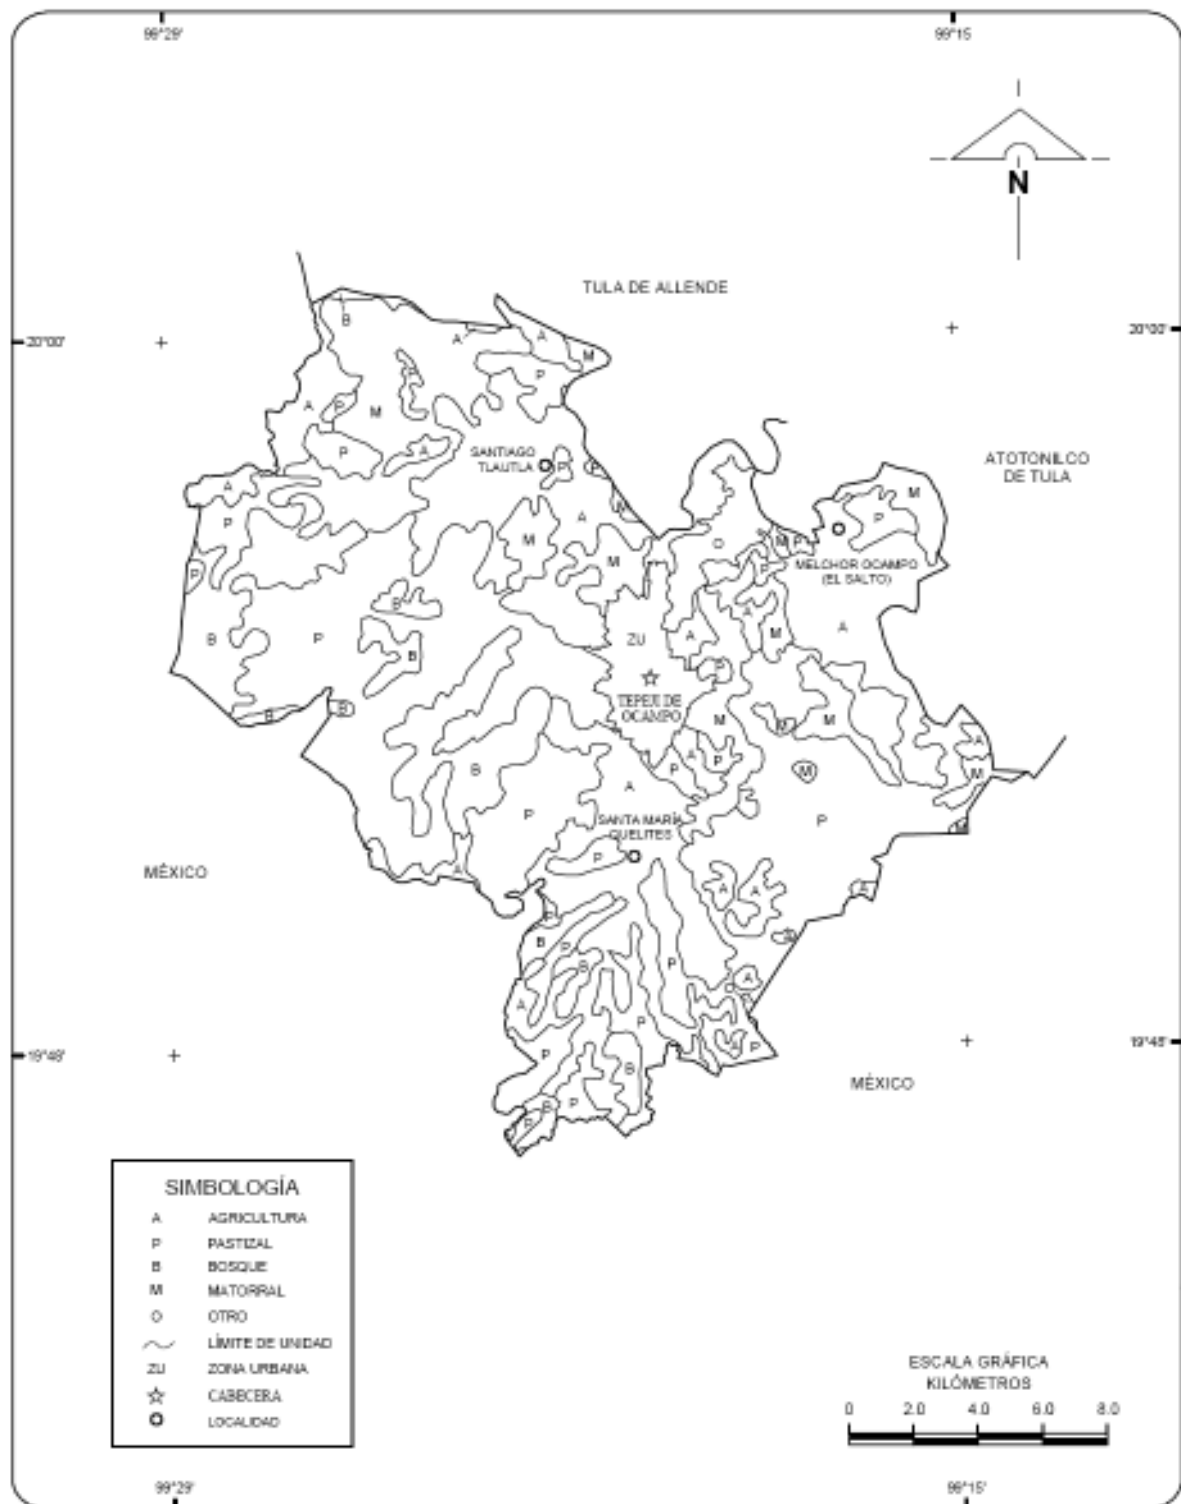 99°29'
99°15
N
TULA DE ALLENDE
20°00'
20°00'
B
A
A
M
P
P
A
P
M
P
A
SANTIAGO
TLAUTLA
P
P
ATOTONILCO
DE TULA
A
P
M
P
M
A
M
O
M
P
MELCHOR OCAMPO
(EL SALTO)
M
P
P
B
A
B
P
B
ZU
A
M
A
P
TEPEJI DE
OCAMPO
B
B
M
M
M
A
B
A
P
P
M
M
A
P
P
M
SANTA MARÍA
QUELITES
P
MÉXICO
A
A
A
A
P
B
P
B
P
A
A
P
P
A
P
B
B
P
P
19°48'
19°48'
MÉXICO
SIMBOLOGÍA
A AGRICULTURA
P PASTIZAL
B BOSQUE
M MATORRAL
O OTRO
LÍMITE DE UNIDAD
ZU ZONA URBANA
CABECERA
LOCALIDAD
ESCALA GRÁFICA
KILÓMETROS
0 2.0 4.0 6.0 8.0
99°29'
99°15'